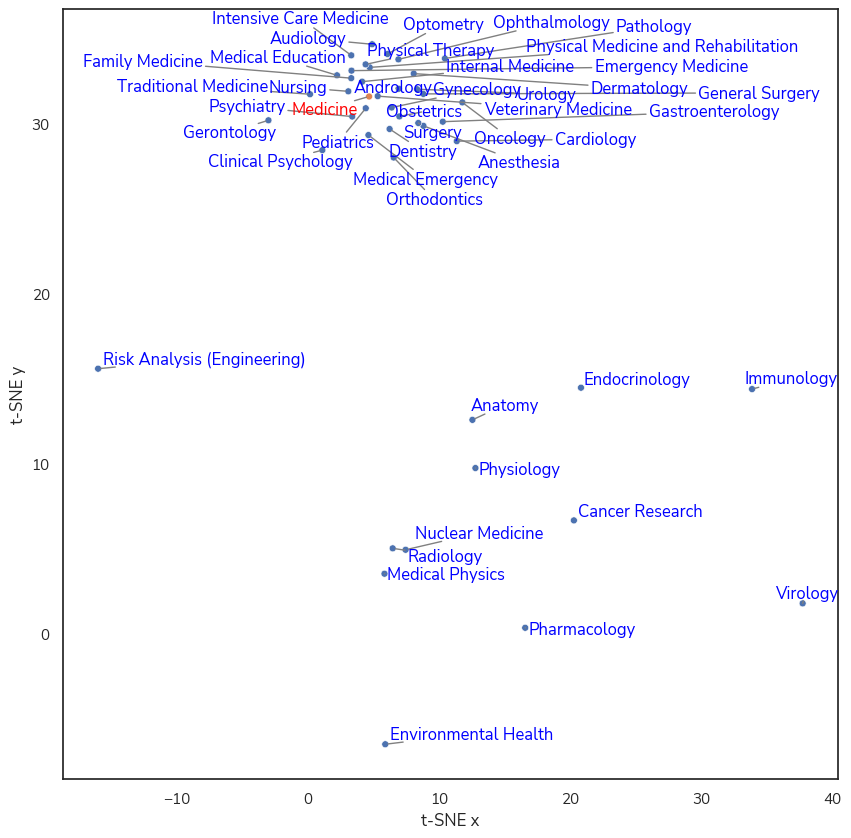 Intensive Care Medicine
Optometry
Ophthalmology
Pathology
Audiology
Physical Therapy
Physical Medicine and Rehabilitation
Family Medicine
Medical Education
Internal Medicine
Emergency Medicine
Traditional Medicine
Nursing
Andrology
Gynecology
Urology
Dermatology
General Surgery
Psychiatry
Medicine
Obstetrics
Veterinary Medicine
Gastroenterology
Gerontology
Pediatrics
Surgery
Oncology
Cardiology
Clinical Psychology
Dentistry
Anesthesia
Medical Emergency
Orthodontics
Risk Analysis (Engineering)
Endocrinology
Immunology
Anatomy
Physiology
Cancer Research
Nuclear Medicine
Radiology
Medical Physics
Virology
Pharmacology
Environmental Health
30
20
10
0
t-SNE y
−10
0
10
20
30
40
t-SNE x